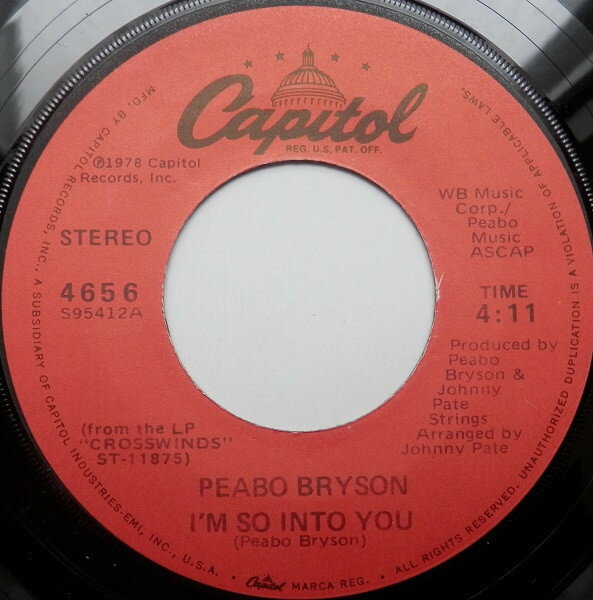 Capitol
REG. U.S. PAT. OFF.
℗1978 Capitol
Records, Inc.
STEREO
4656
S95412A
(from the LP
"CROSSWINDS"
ST-11875)
WB Music
Corp./
Peabo
Music
ASCAP
TIME
4:11
Produced by
Peabo
Bryson &
Johnny
Pate
Strings
Arranged by
Johnny Pate
PEABO BRYSON
I'M SO INTO YOU
(Peabo Bryson)
MFD. BY CAPITOL RECORDS, INC., A SUBSIDIARY OF CAPITOL INDUSTRIES-EMI, INC., U.S.A. • Capitol MARCA REG. • ALL RIGHTS RESERVED. UNAUTHORIZED DUPLICATION IS A VIOLATION OF APPLICABLE LAWS.